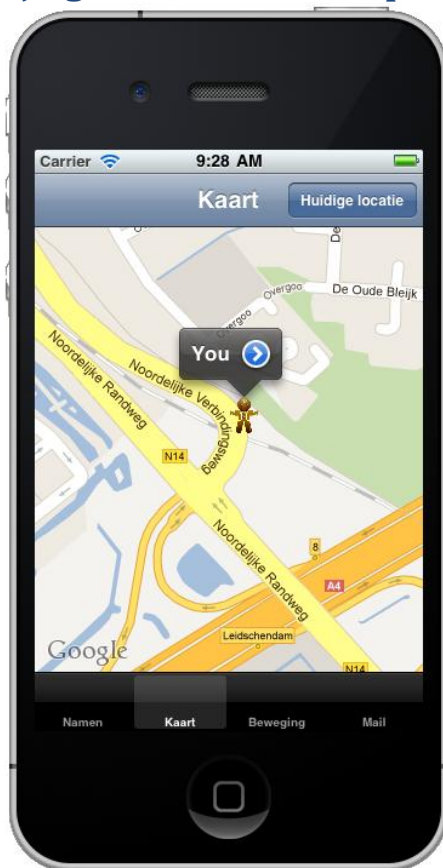 Carrier 9:28 AM
Kaart Huidige locatie
De
Overgoo
De Oude Bleijk
Overgoo
You
Noordelijke Randweg
Noordelijke Verbindingsweg
N14
Noordelijke Randweg
8
A4
Leidschendam
Google
N14
Namen Kaart Beweging Mail